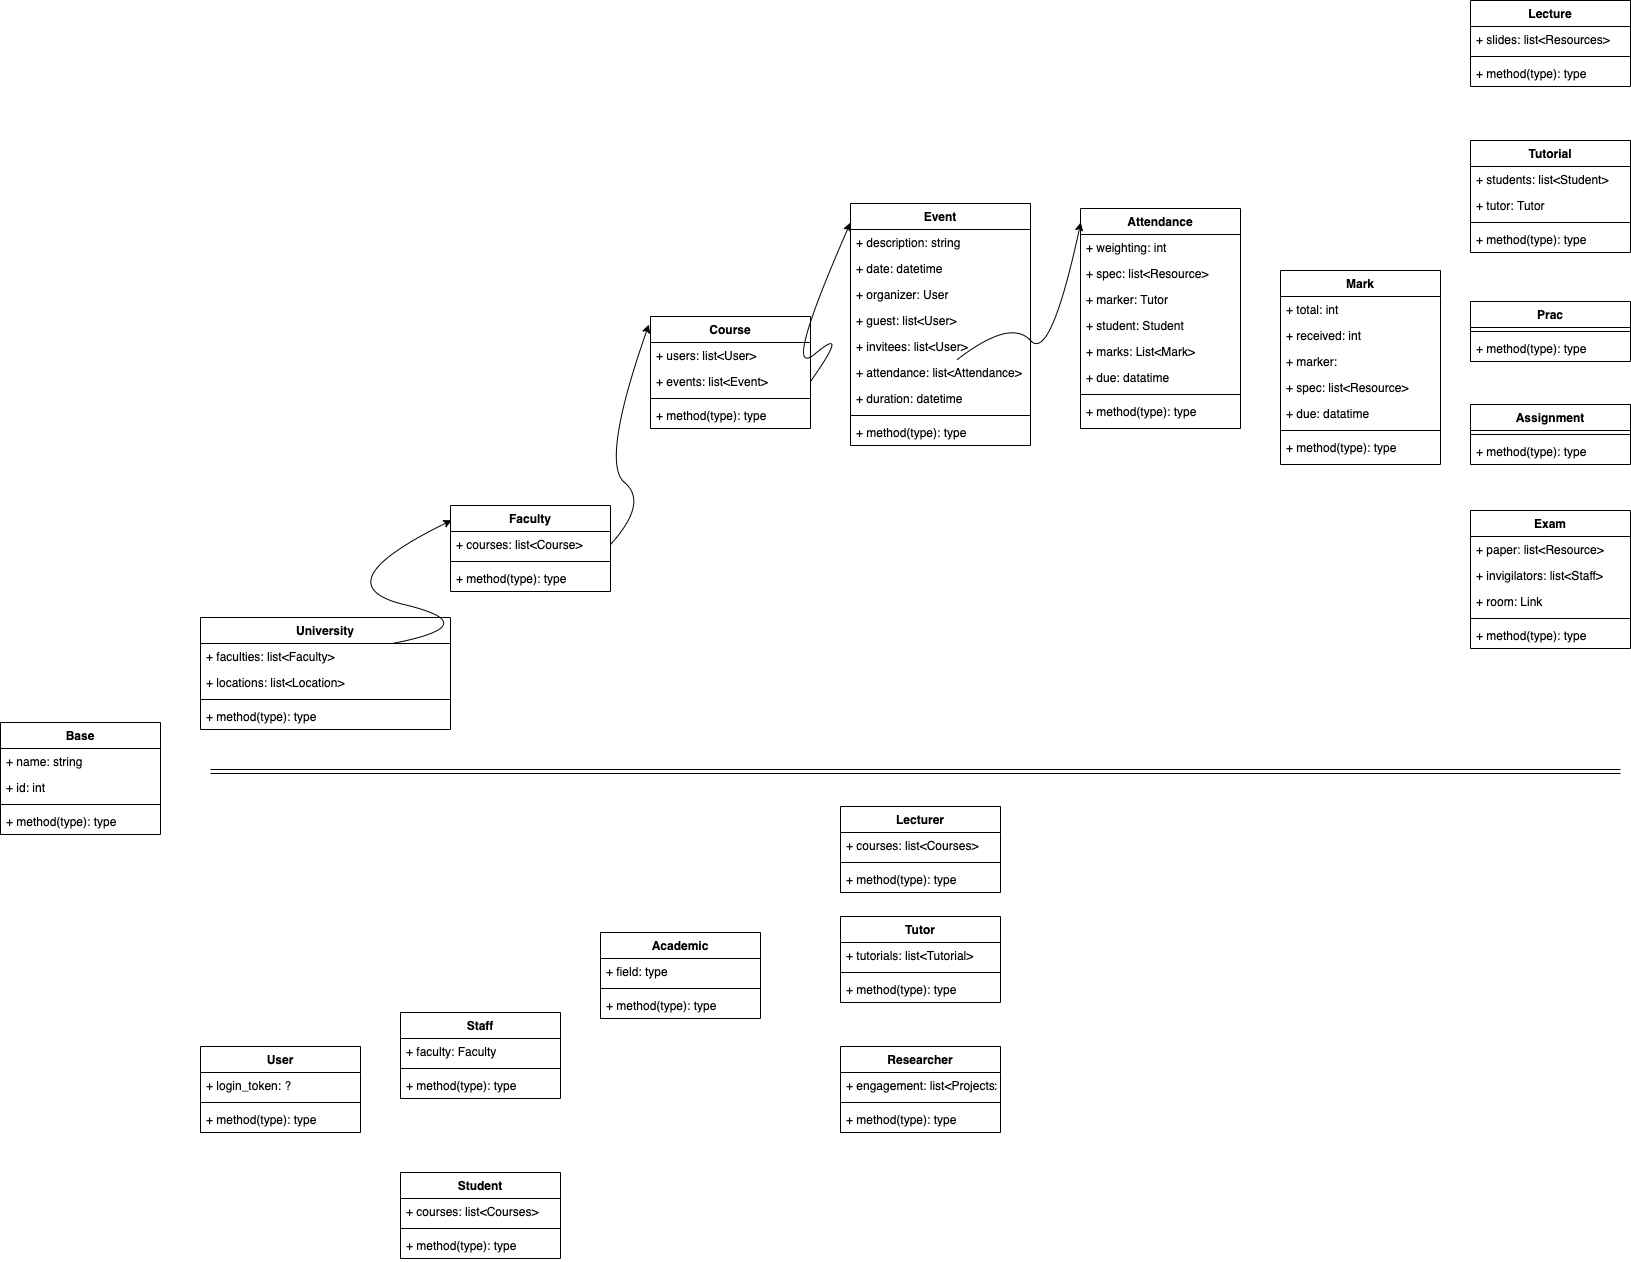 Lecture
+ slides: list<Resources>
+ method(type): type
Tutorial
+ students: list<Student>
+ tutor: Tutor
+ method(type): type
Event
+ description: string
+ date: datetime
+ organizer: User
+ guest: list<User>
+ invitees: list<User>
+ attendance: list<Attendance>
+ duration: datetime
+ method(type): type
Attendance
+ weighting: int
+ spec: list<Resource>
+ marker: Tutor
+ student: Student
+ marks: List<Mark>
+ due: datatime
+ method(type): type
Mark
+ total: int
+ received: int
+ marker:
+ spec: list<Resource>
+ due: datatime
+ method(type): type
Prac
+ method(type): type
Course
+ users: list<User>
+ events: list<Event>
+ method(type): type
Assignment
+ method(type): type
Faculty
+ courses: list<Course>
+ method(type): type
Exam
+ paper: list<Resource>
+ invigilators: list<Staff>
+ room: Link
+ method(type): type
University
+ faculties: list<Faculty>
+ locations: list<Location>
+ method(type): type
Base
+ name: string
+ id: int
+ method(type): type
Lecturer
+ courses: list<Courses>
+ method(type): type
Tutor
+ tutorials: list<Tutorial>
+ method(type): type
Academic
+ field: type
+ method(type): type
Staff
+ faculty: Faculty
+ method(type): type
User
+ login_token: ?
+ method(type): type
Researcher
+ engagement: list<Projects:
+ method(type): type
Student
+ courses: list<Courses>
+ method(type): type